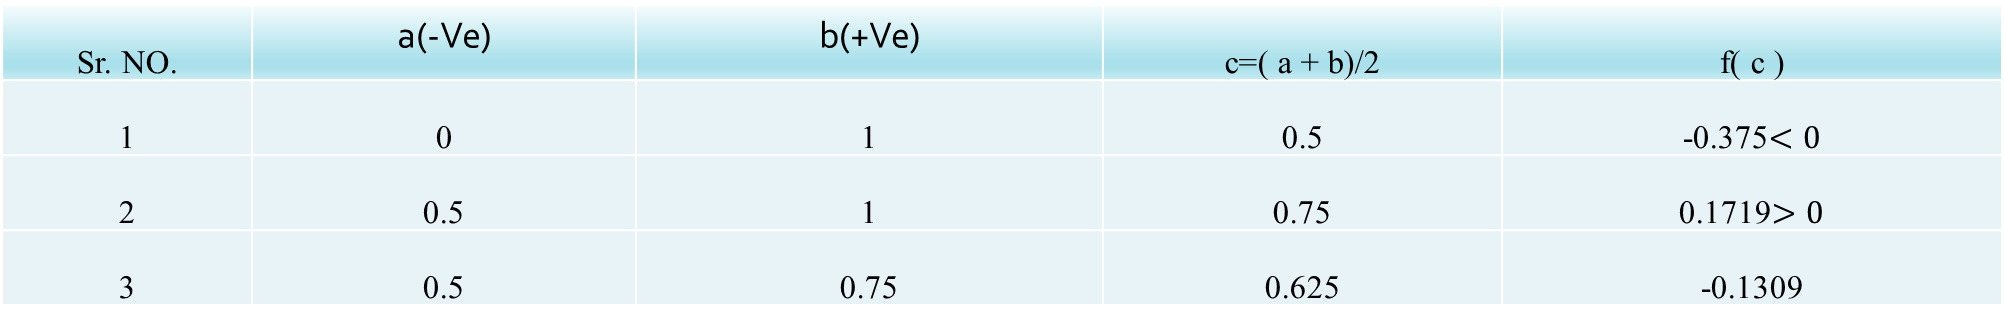 Sr. NO. a(-Ve) b(+Ve) c=( a + b)/2 f( c )
1 0 1 0.5 -0.375< 0
2 0.5 1 0.75 0.1719> 0
3 0.5 0.75 0.625 -0.1309